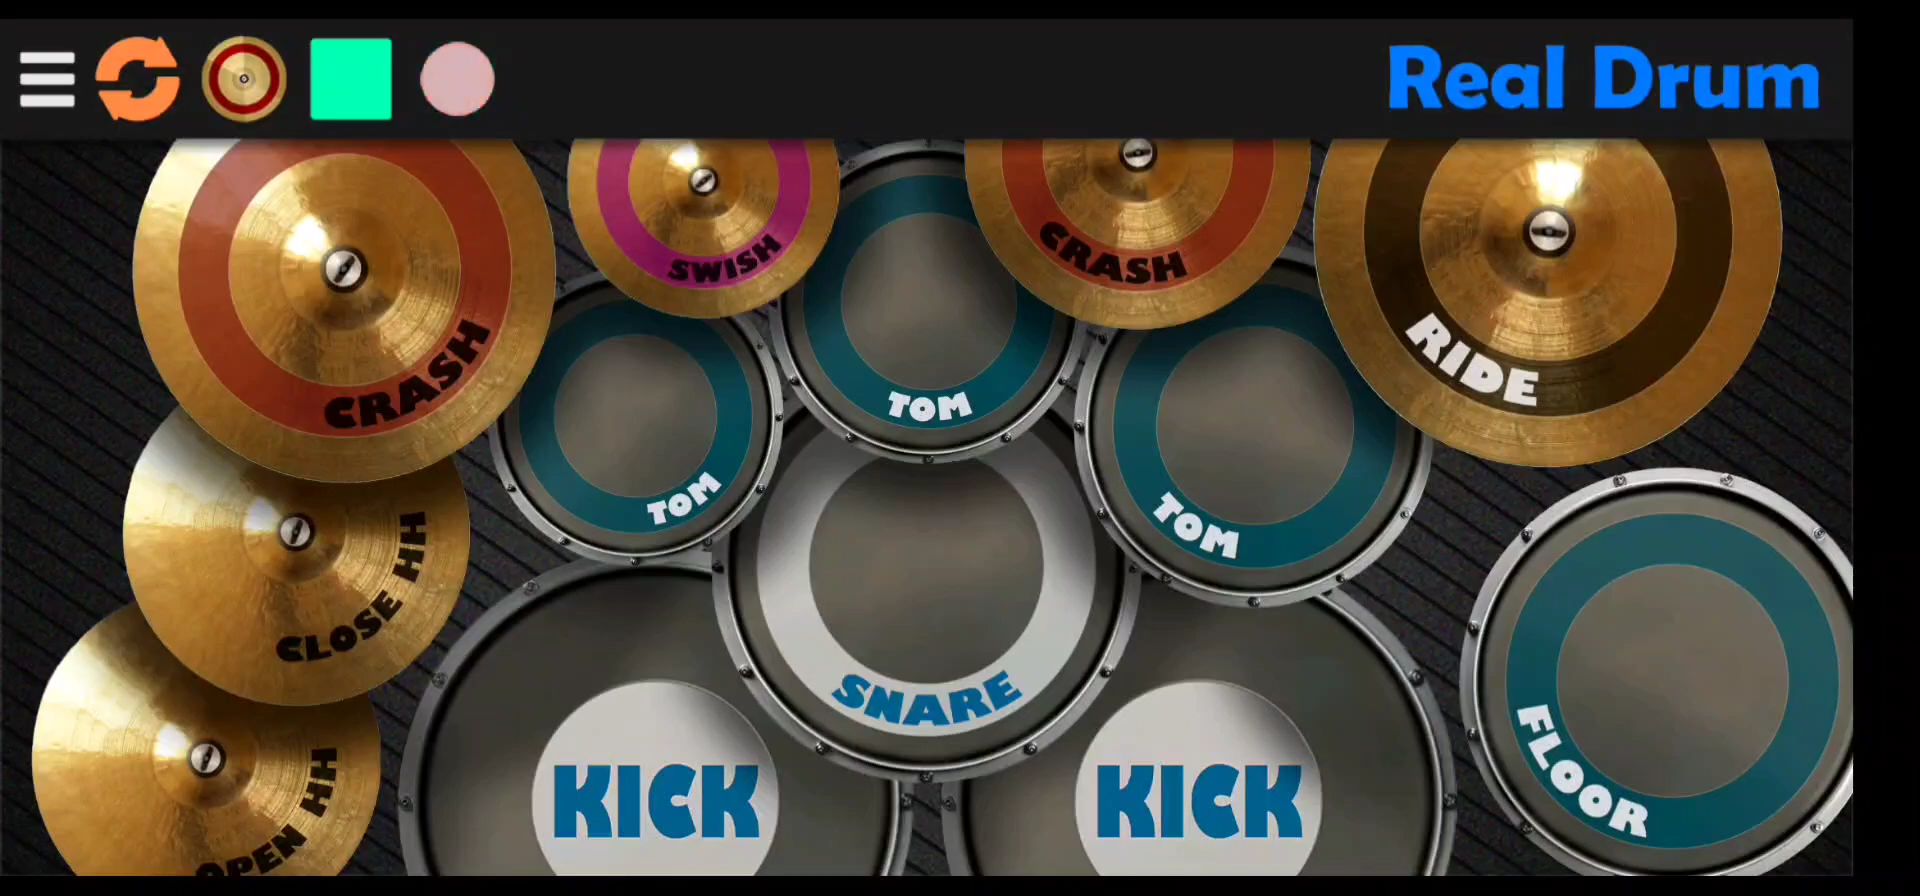 Real Drum
CRASH
SWISH
CRASH
RIDE
TOM
TOM
TOM
CLOSE HH
SNARE
OPEN HH
KICK
KICK
FLOOR